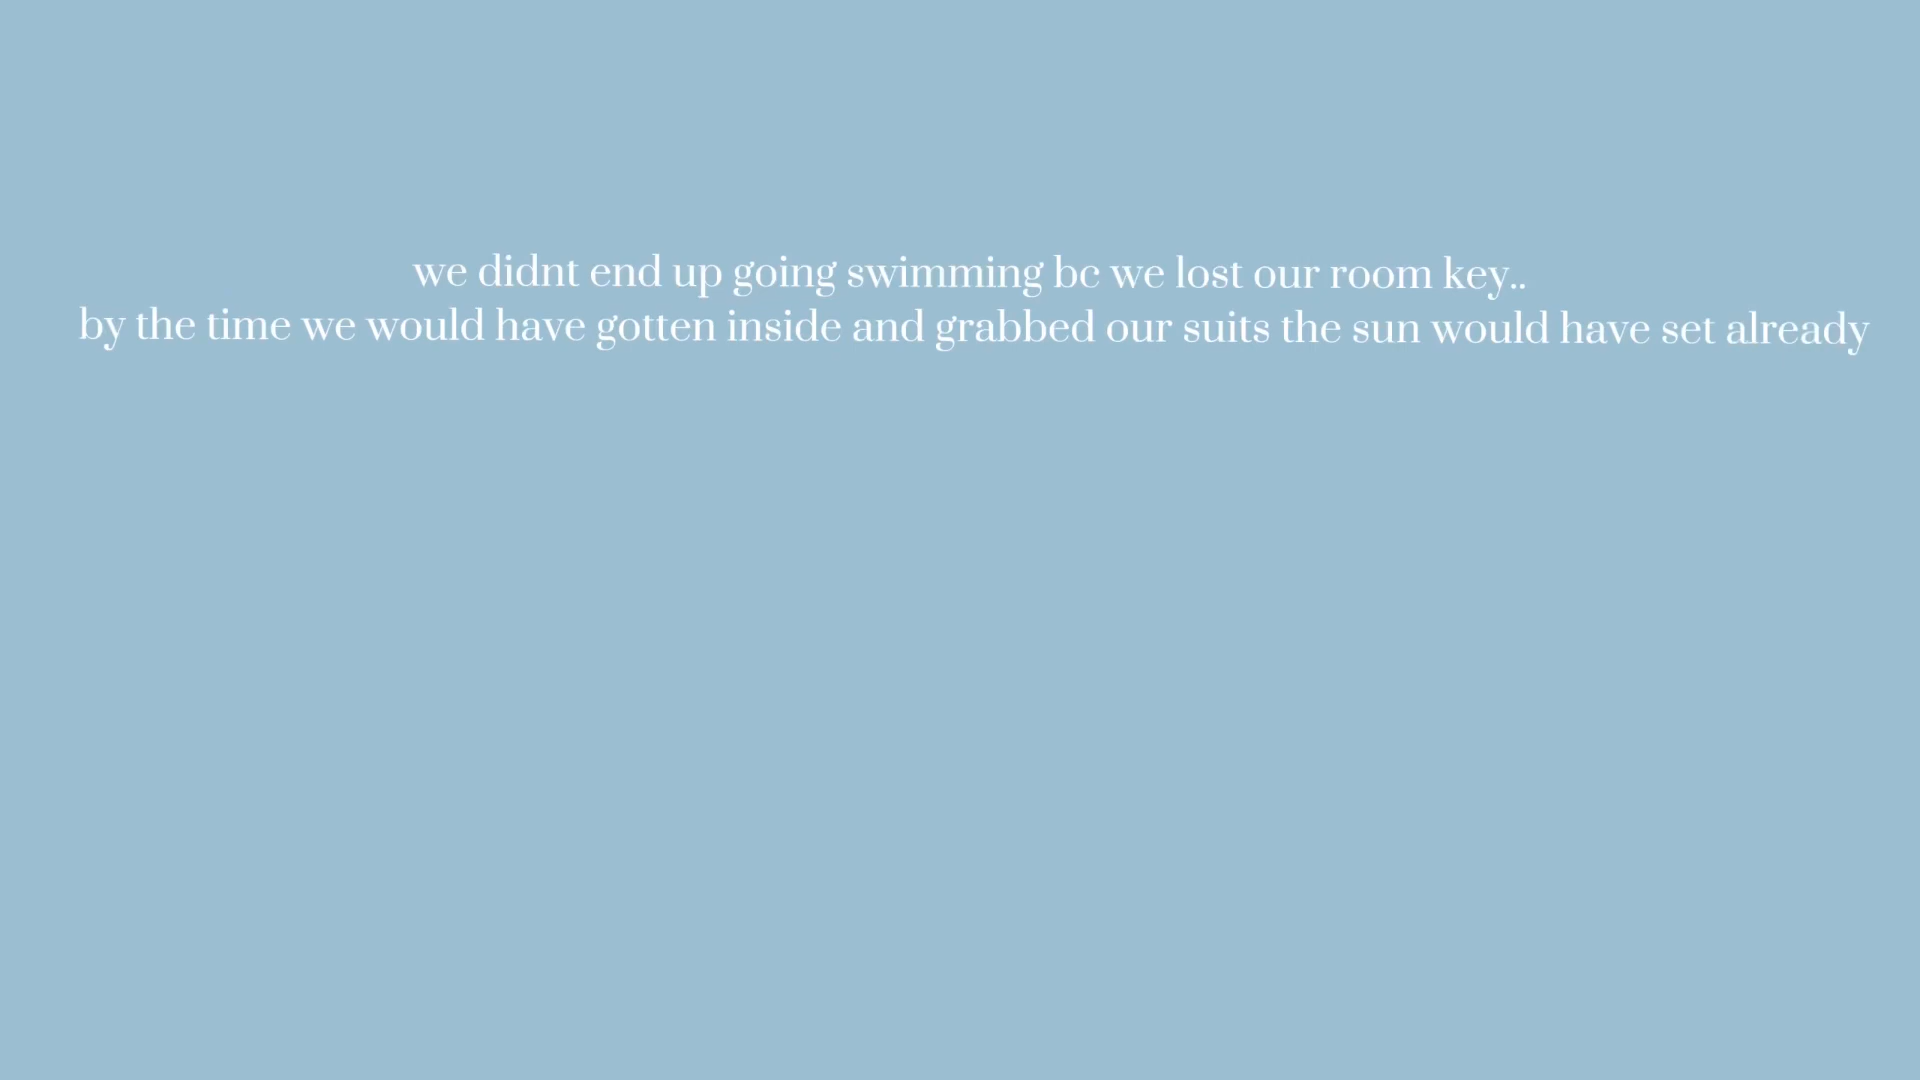 we didnt end up going swimming bc we lost our room key..
by the time we would have gotten inside and grabbed our suits the sun would have set already